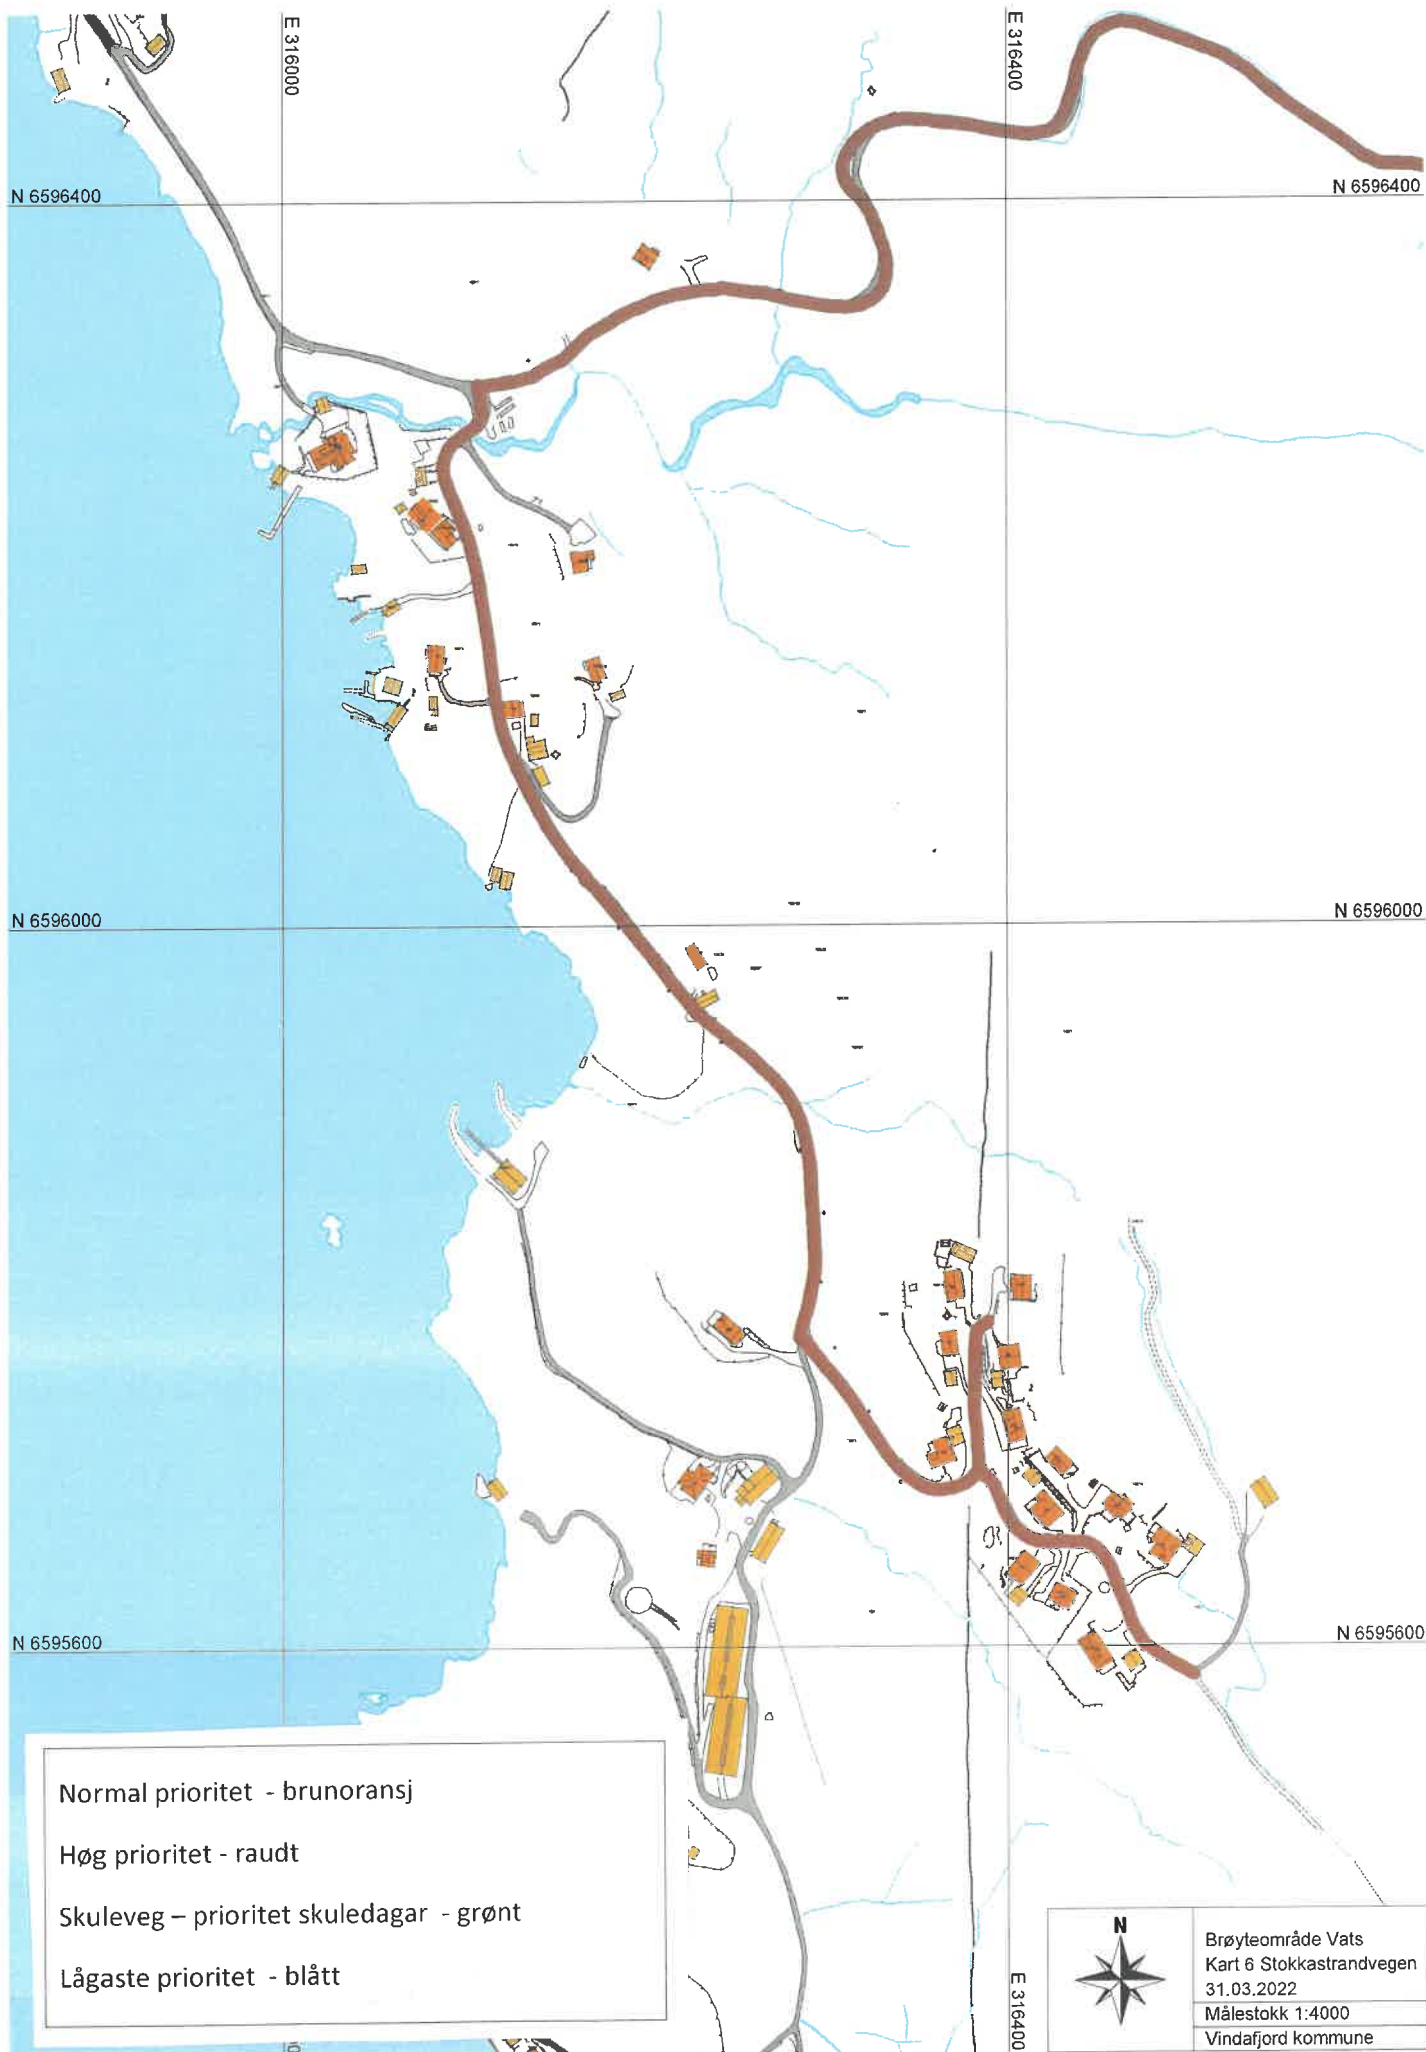 E 316000
E 316400
N 6596400
N 6596400
N 6596000
N 6596000
N 6595600
N 6595600
Normal prioritet - brunoransj
Høg prioritet - raudt
Skuleveg – prioritet skuledagar - grønt
Lågaste prioritet - blått
E 316400
N
Brøyteområde Vats
Kart 6 Stokkastrandvegen
31.03.2022
Målestokk 1:4000
Vindafjord kommune